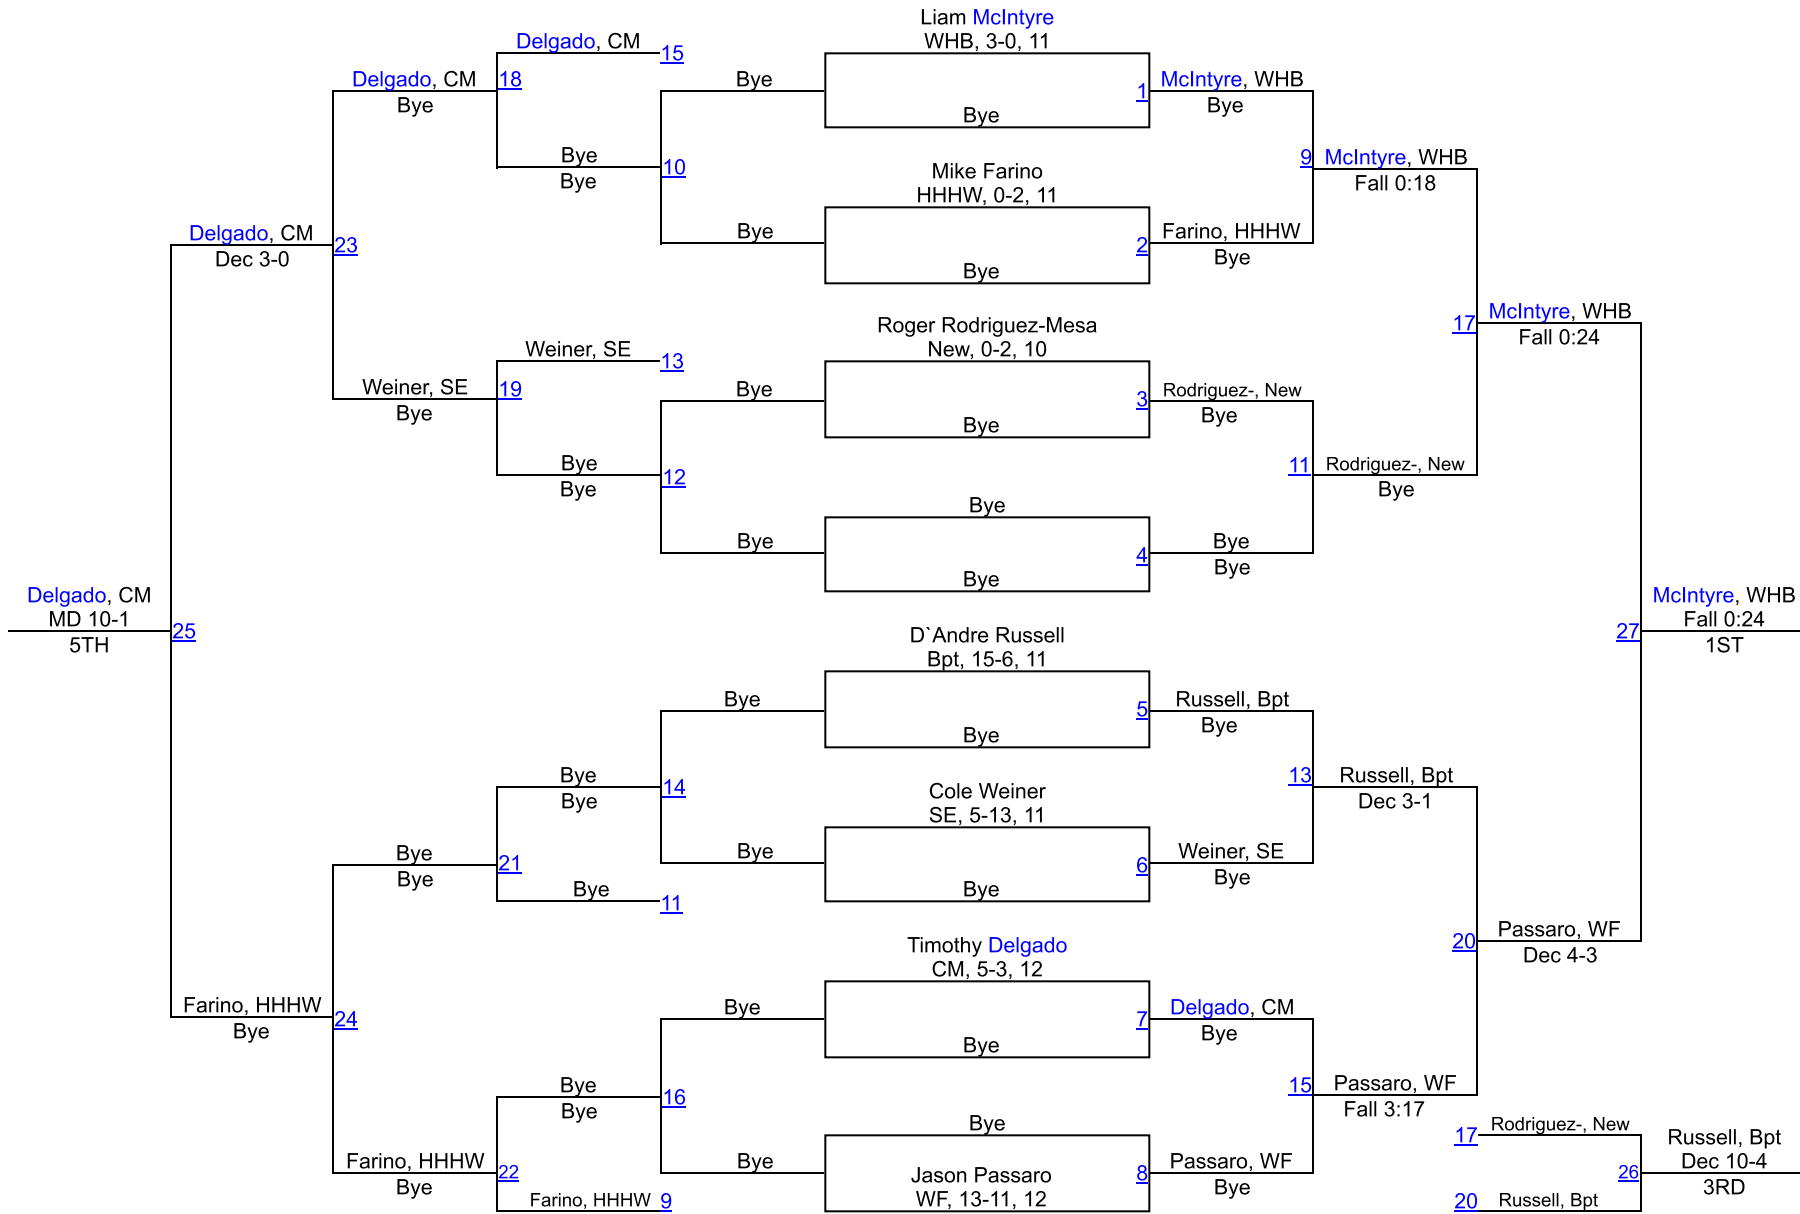 Liam McIntyre
WHB, 3-0, 11
Delgado, CM
15
Delgado, CM
18
Bye
Bye
1
McIntyre, WHB
Bye
Bye
Bye
10
Bye
9
McIntyre, WHB
Fall 0:18
Mike Farino
HHHW, 0-2, 11
Delgado, CM
23
Dec 3-0
Bye
2
Farino, HHHW
Bye
Bye
Roger Rodriguez-Mesa
New, 0-2, 10
17
McIntyre, WHB
Fall 0:24
Weiner, SE
13
Weiner, SE
19
Bye
Bye
3
Rodriguez-, New
Bye
Bye
Bye
12
Bye
11
Rodriguez-, New
Bye
Bye
Bye
4
Bye
Bye
Bye
Delgado, CM
MD 10-1
25
5TH
McIntyre, WHB
Fall 0:24
27
1ST
D`Andre Russell
Bpt, 15-6, 11
Bye
5
Russell, Bpt
Bye
Bye
Bye
14
Bye
13
Russell, Bpt
Dec 3-1
Cole Weiner
SE, 5-13, 11
Bye
21
Bye
Bye
6
Weiner, SE
Bye
Bye
Bye
11
Timothy Delgado
CM, 5-3, 12
20
Passaro, WF
Dec 4-3
Farino, HHHW
24
Bye
Bye
7
Delgado, CM
Bye
Bye
Bye
16
Bye
15
Passaro, WF
Fall 3:17
Bye
Jason Passaro
WF, 13-11, 12
Farino, HHHW
22
Bye
Bye
8
Passaro, WF
Bye
Farino, HHHW
9
17
Rodriguez-, New
26
Russell, Bpt
Dec 10-4
3RD
20
Russell, Bpt